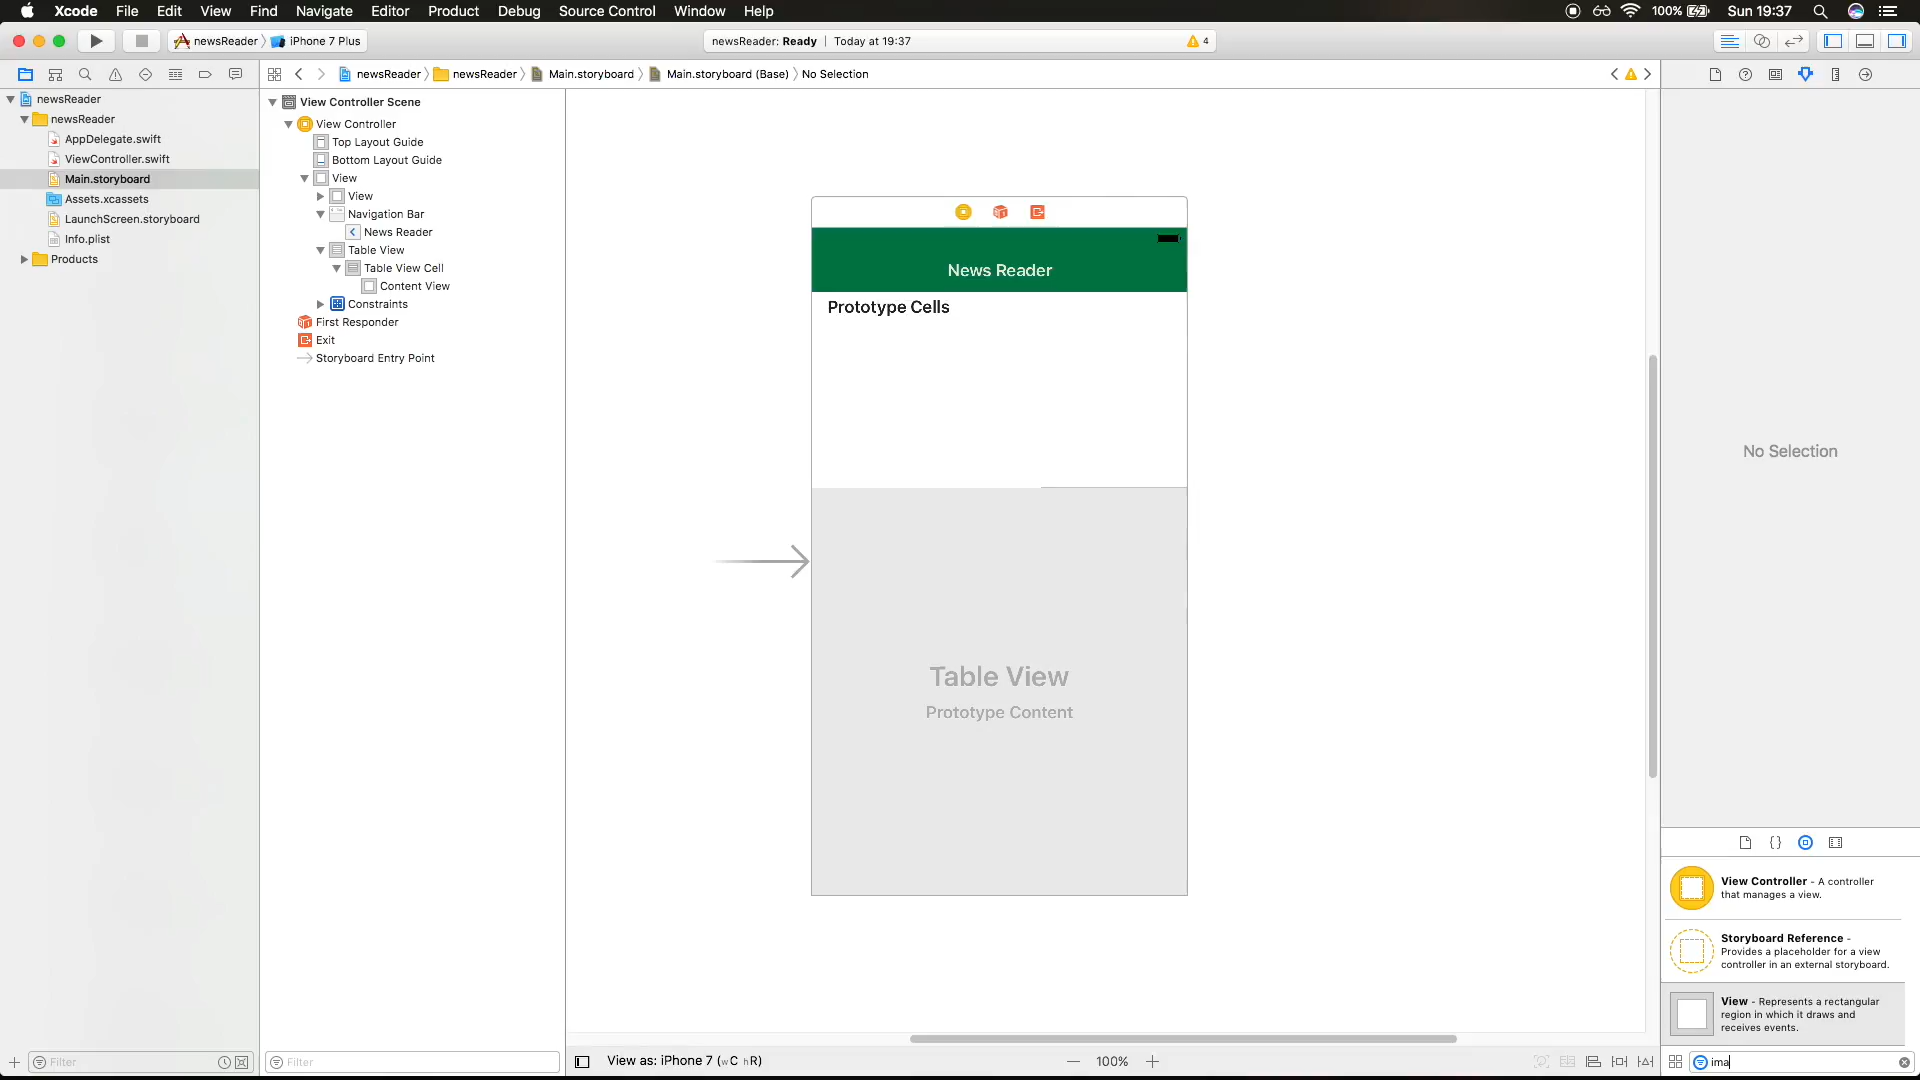 Xcode File Edit View Find Navigate Editor Product Debug Source Control Window Help 100% Sun 19:37
newsReader iPhone 7 Plus newsReader: Ready | Today at 19:37 4
newsReader newsReader Main.storyboard Main.storyboard (Base) No Selection
newsReader
newsReader
AppDelegate.swift
ViewController.swift
Main.storyboard
Assets.xcassets
LaunchScreen.storyboard
Info.plist
Products
Filter
View Controller Scene
View Controller
Top Layout Guide
Bottom Layout Guide
View
View
Navigation Bar
News Reader
Table View
Table View Cell
Content View
Constraints
First Responder
Exit
Storyboard Entry Point
Filter
News Reader
Prototype Cells
Table View
Prototype Content
View as: iPhone 7 (wC hR)
100%
No Selection
View Controller - A controller
that manages a view.
Storyboard Reference -
Provides a placeholder for a view
controller in an external storyboard.
View - Represents a rectangular
region in which it draws and
receives events.
ima